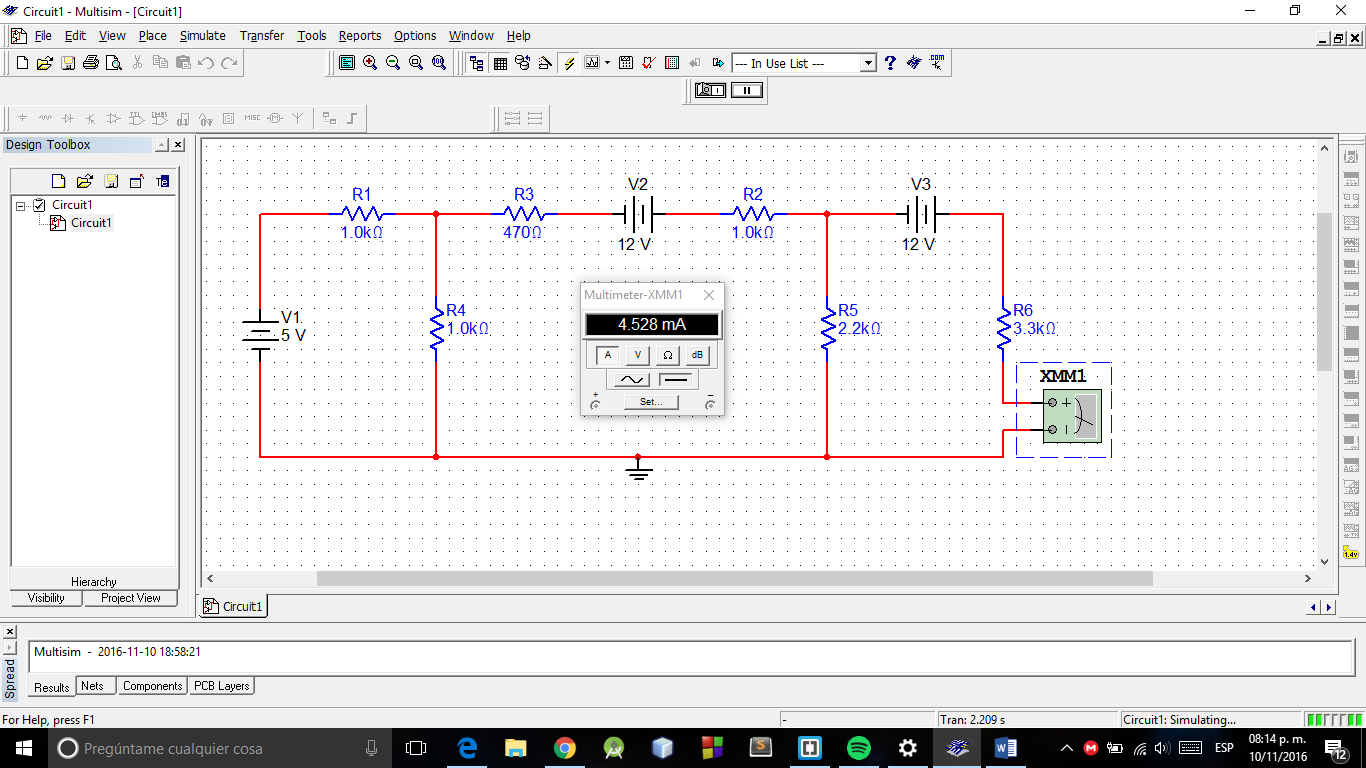 Circuit1 - Multisim - [Circuit1]
File Edit View Place Simulate Transfer Tools Reports Options Window Help
--- In Use List --- ? .com
MISC
Design Toolbox
Circuit1
Circuit1
Hierarchy
Visibility Project View
R1
1.0kΩ
R3
470Ω
V2
12 V
R2
1.0kΩ
V3
12 V
V1
5 V
R4
1.0kΩ
R5
2.2kΩ
R6
3.3kΩ
XMM1
Multimeter-XMM1
4.528 mA
A V Ω dB
+ Set... −
Circuit1
Multisim - 2016-11-10 18:58:21
Spread
Results Nets Components PCB Layers
For Help, press F1
- Tran: 2.209 s Circuit1: Simulating...
Pregúntame cualquier cosa
ESP
08:14 p. m.
10/11/2016
12